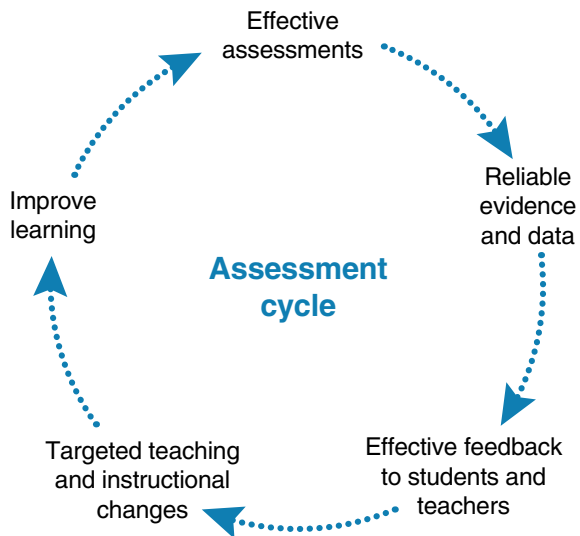 Effective
assessments
Reliable
evidence
and data
Effective feedback
to students and
teachers
Targeted teaching
and instructional
changes
Improve
learning
Assessment
cycle